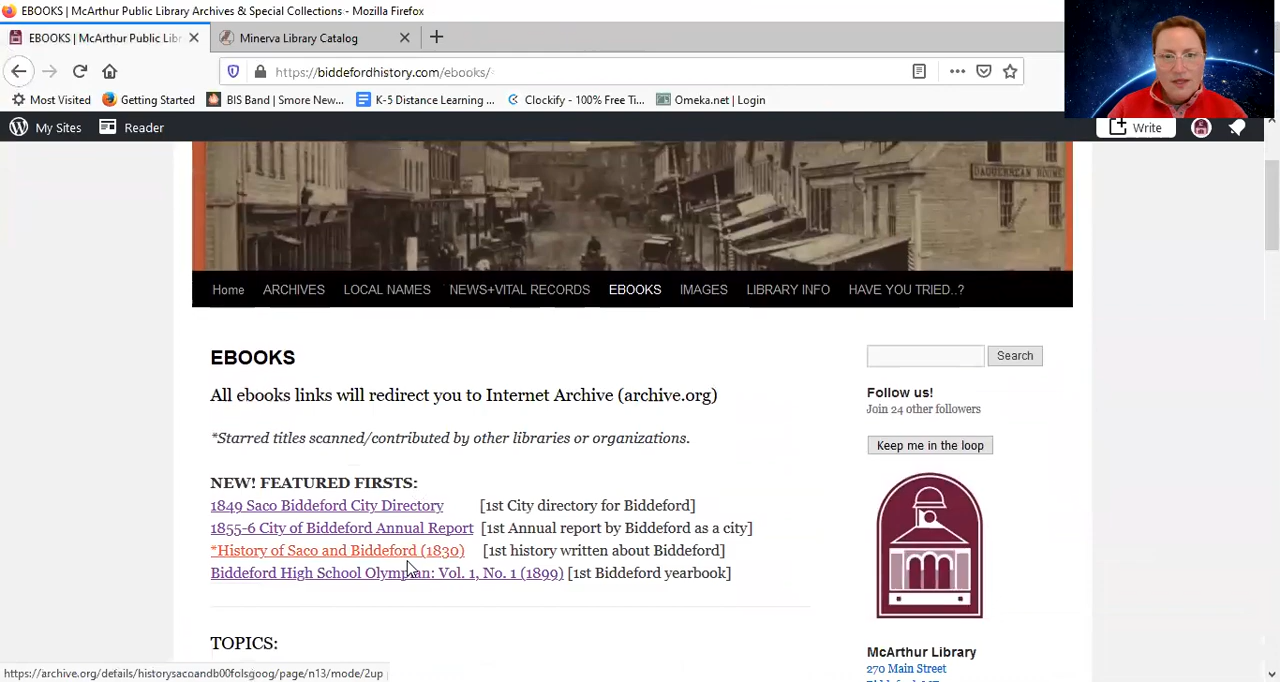 EBOOKS | McArthur Public Library Archives & Special Collections - Mozilla Firefox
EBOOKS | McArthur Public Libr
Minerva Library Catalog
https://biddefordhistory.com/ebooks/
Most Visited Getting Started BIS Band | Smore New... K-5 Distance Learning ... Clockify - 100% Free Ti... Omeka.net | Login
My Sites Reader Write
DAGUERREAN ROOMS
Home ARCHIVES LOCAL NAMES NEWS+VITAL RECORDS EBOOKS IMAGES LIBRARY INFO HAVE YOU TRIED..?
EBOOKS
All ebooks links will redirect you to Internet Archive (archive.org)
*Starred titles scanned/contributed by other libraries or organizations.
NEW! FEATURED FIRSTS:
1849 Saco Biddeford City Directory [1st City directory for Biddeford]
1855-6 City of Biddeford Annual Report [1st Annual report by Biddeford as a city]
*History of Saco and Biddeford (1830) [1st history written about Biddeford]
Biddeford High School Olympian: Vol. 1, No. 1 (1899) [1st Biddeford yearbook]
TOPICS:
Search
Follow us!
Join 24 other followers
Keep me in the loop
McArthur Library
270 Main Street
https://archive.org/details/historysacoandb00folsgoog/page/n13/mode/2up